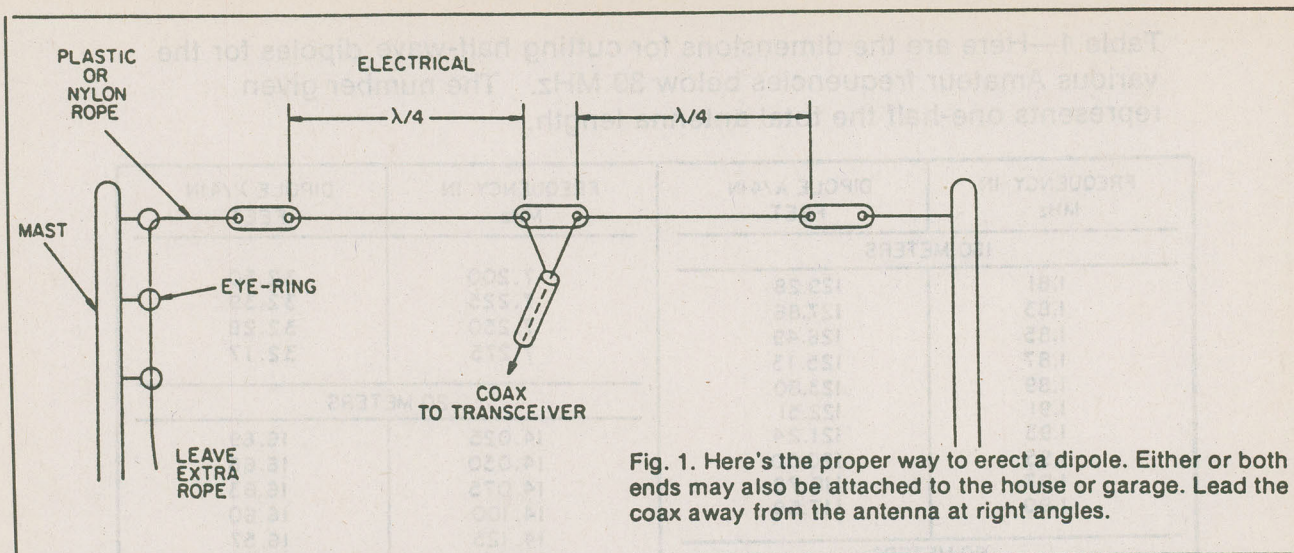 PLASTIC
OR
NYLON
ROPE
ELECTRICAL
λ/4
λ/4
MAST
EYE-RING
COAX
TO TRANSCEIVER
LEAVE
EXTRA
ROPE
Fig. 1. Here's the proper way to erect a dipole. Either or both
ends may also be attached to the house or garage. Lead the
coax away from the antenna at right angles.